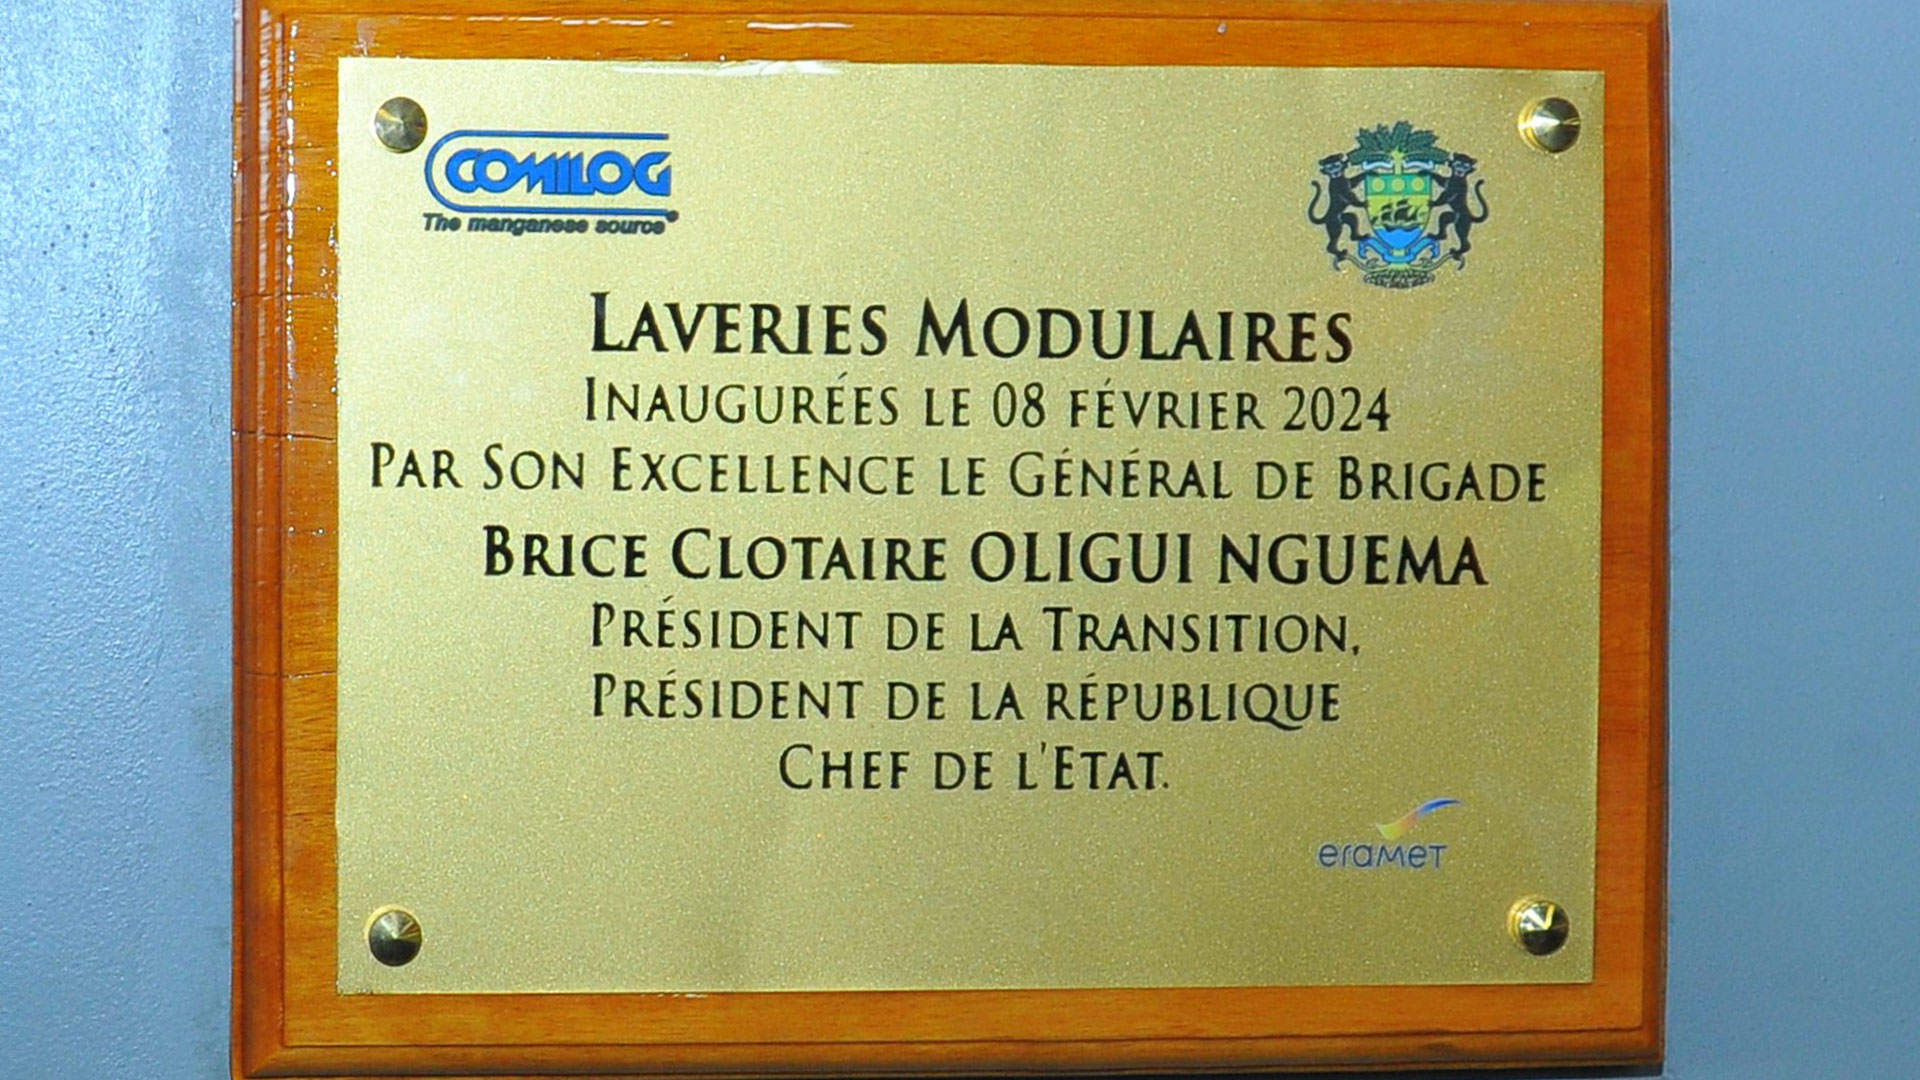 COMILOG
The manganese source
LAVERIES MODULAIRES
INAUGURÉES LE 08 FÉVRIER 2024
PAR SON EXCELLENCE LE GÉNÉRAL DE BRIGADE
BRICE CLOTAIRE OLIGUI NGUEMA
PRÉSIDENT DE LA TRANSITION,
PRÉSIDENT DE LA RÉPUBLIQUE
CHEF DE L'ETAT.
eraMeT